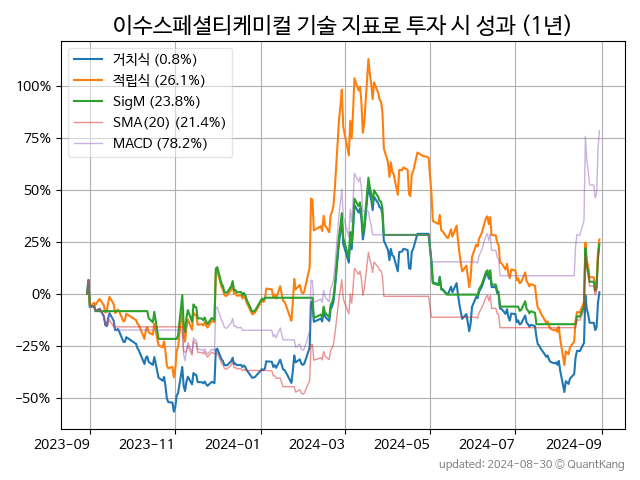 이수스페셜티케미컬 기술 지표로 투자 시 성과 (1년)
거치식 (0.8%)
적립식 (26.1%)
SigM (23.8%)
SMA(20) (21.4%)
MACD (78.2%)
100%
75%
50%
25%
0%
−25%
−50%
2023-09 2023-11 2024-01 2024-03 2024-05 2024-07 2024-09
updated: 2024-08-30 © QuantKang